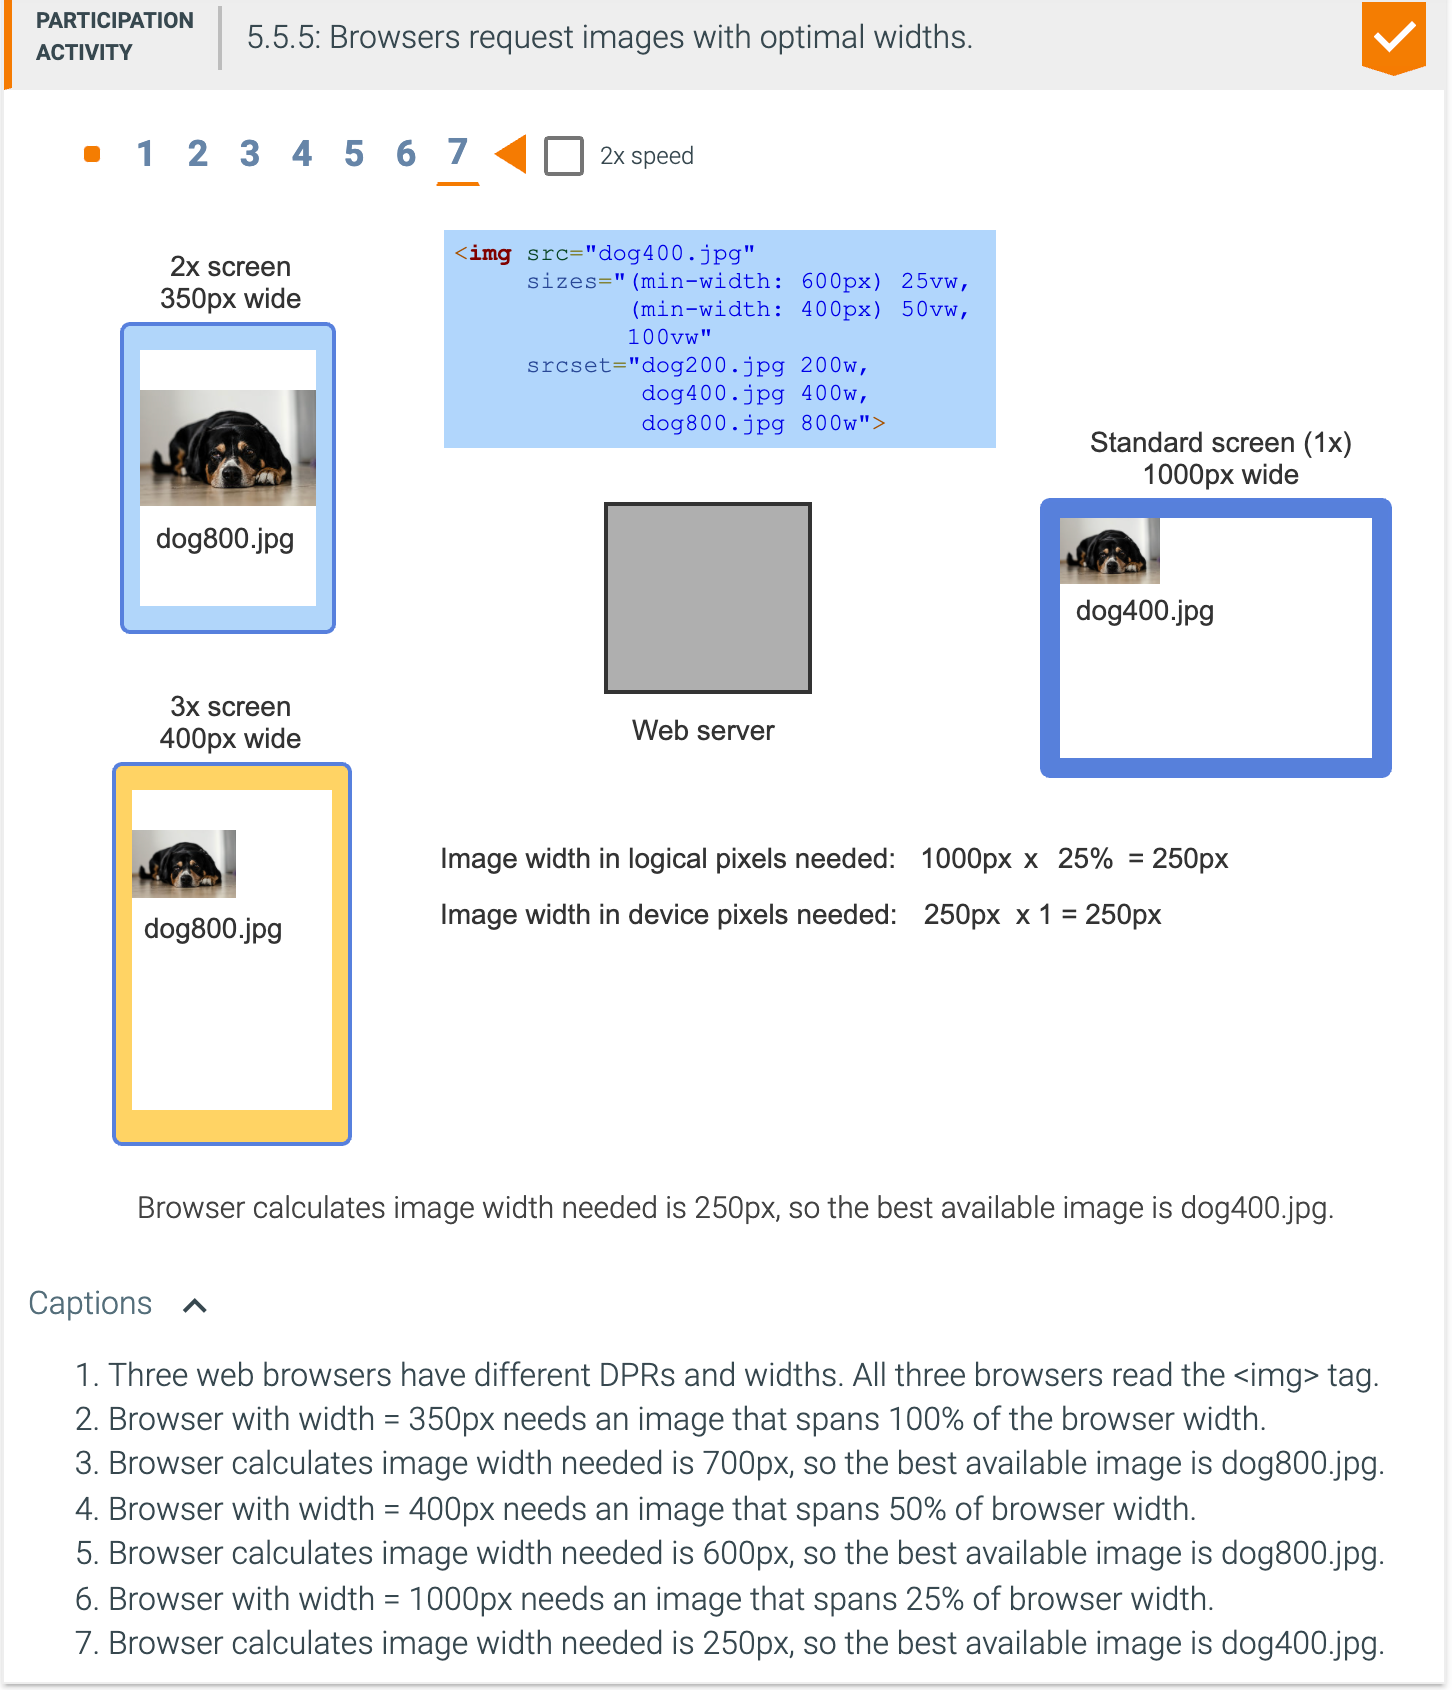 PARTICIPATION
ACTIVITY
5.5.5: Browsers request images with optimal widths.
1 2 3 4 5 6 7 2x speed
2x screen
350px wide
dog800.jpg
<img src="dog400.jpg"
sizes="(min-width: 600px) 25vw,
(min-width: 400px) 50vw,
100vw"
srcset="dog200.jpg 200w,
dog400.jpg 400w,
dog800.jpg 800w">
Standard screen (1x)
1000px wide
dog400.jpg
Web server
3x screen
400px wide
dog800.jpg
Image width in logical pixels needed: 1000px x 25% = 250px
Image width in device pixels needed: 250px x 1 = 250px
Browser calculates image width needed is 250px, so the best available image is dog400.jpg.
Captions
1. Three web browsers have different DPRs and widths. All three browsers read the <img> tag.
2. Browser with width = 350px needs an image that spans 100% of the browser width.
3. Browser calculates image width needed is 700px, so the best available image is dog800.jpg.
4. Browser with width = 400px needs an image that spans 50% of browser width.
5. Browser calculates image width needed is 600px, so the best available image is dog800.jpg.
6. Browser with width = 1000px needs an image that spans 25% of browser width.
7. Browser calculates image width needed is 250px, so the best available image is dog400.jpg.